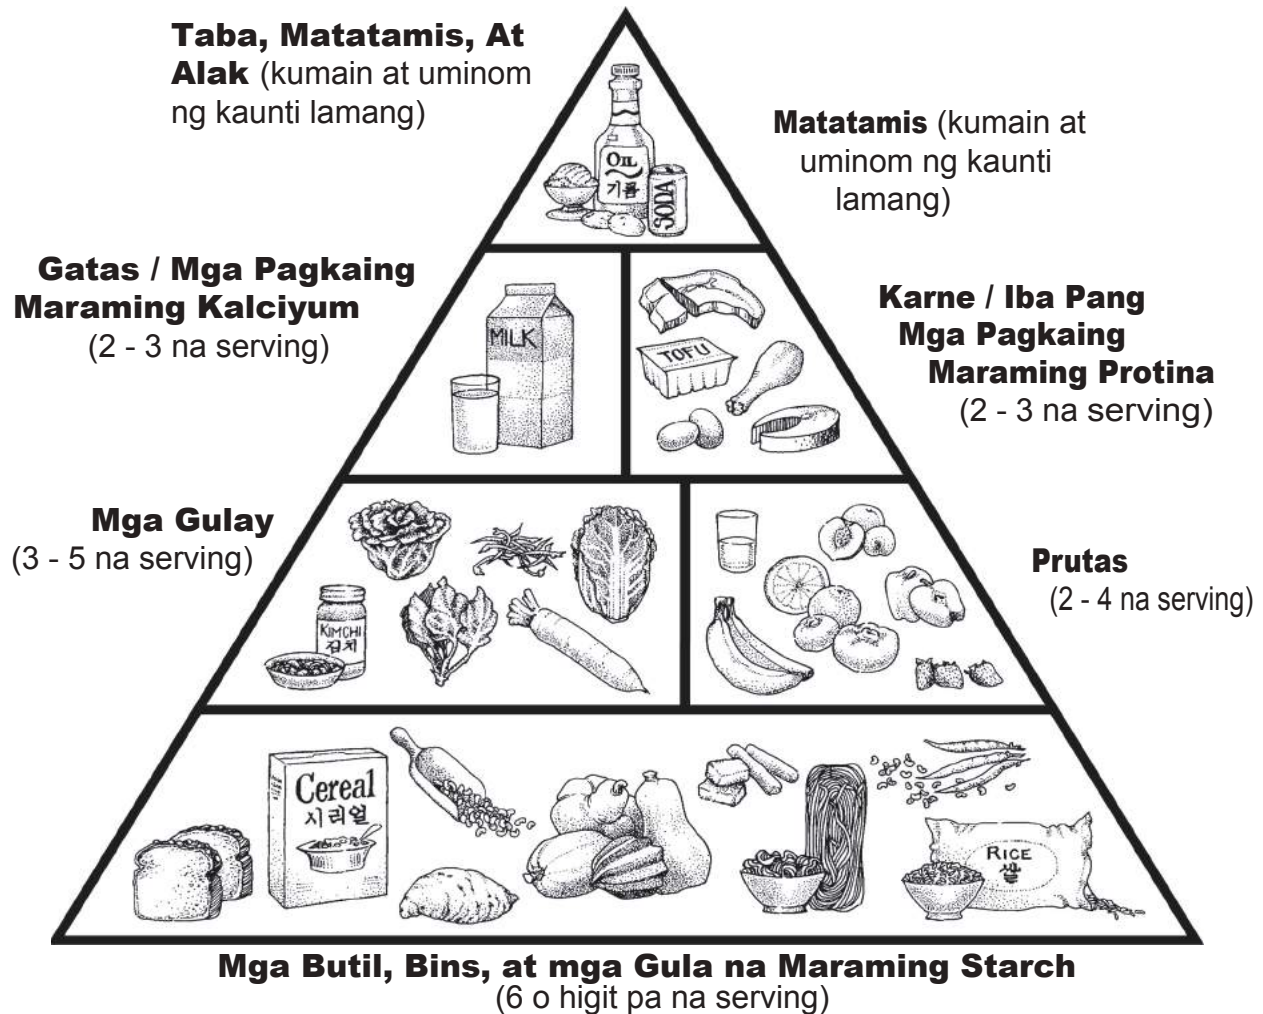 Taba, Matatamis, At
Alak (kumain at uminom
ng kaunti lamang)
Matatamis (kumain at
uminom ng kaunti
lamang)
OIL
기름
SODA
Gatas / Mga Pagkaing
Maraming Kalciyum
(2 - 3 na serving)
MILK
TOFU
Karne / Iba Pang
Mga Pagkaing
Maraming Protina
(2 - 3 na serving)
Mga Gulay
(3 - 5 na serving)
KIMCHI
김치
Prutas
(2 - 4 na serving)
Cereal
시리얼
RICE
쌀
Mga Butil, Bins, at mga Gula na Maraming Starch
(6 o higit pa na serving)